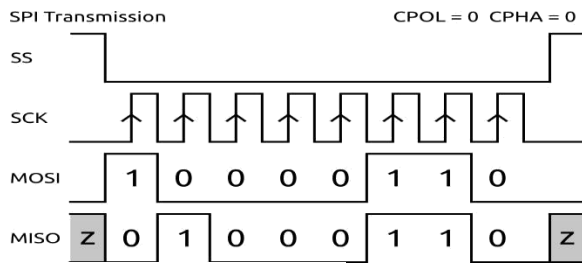 SPI Transmission CPOL = 0 CPHA = 0
SS
SCK
MOSI 1 0 0 0 0 1 1 0
MISO Z 0 1 0 0 0 1 1 0 Z